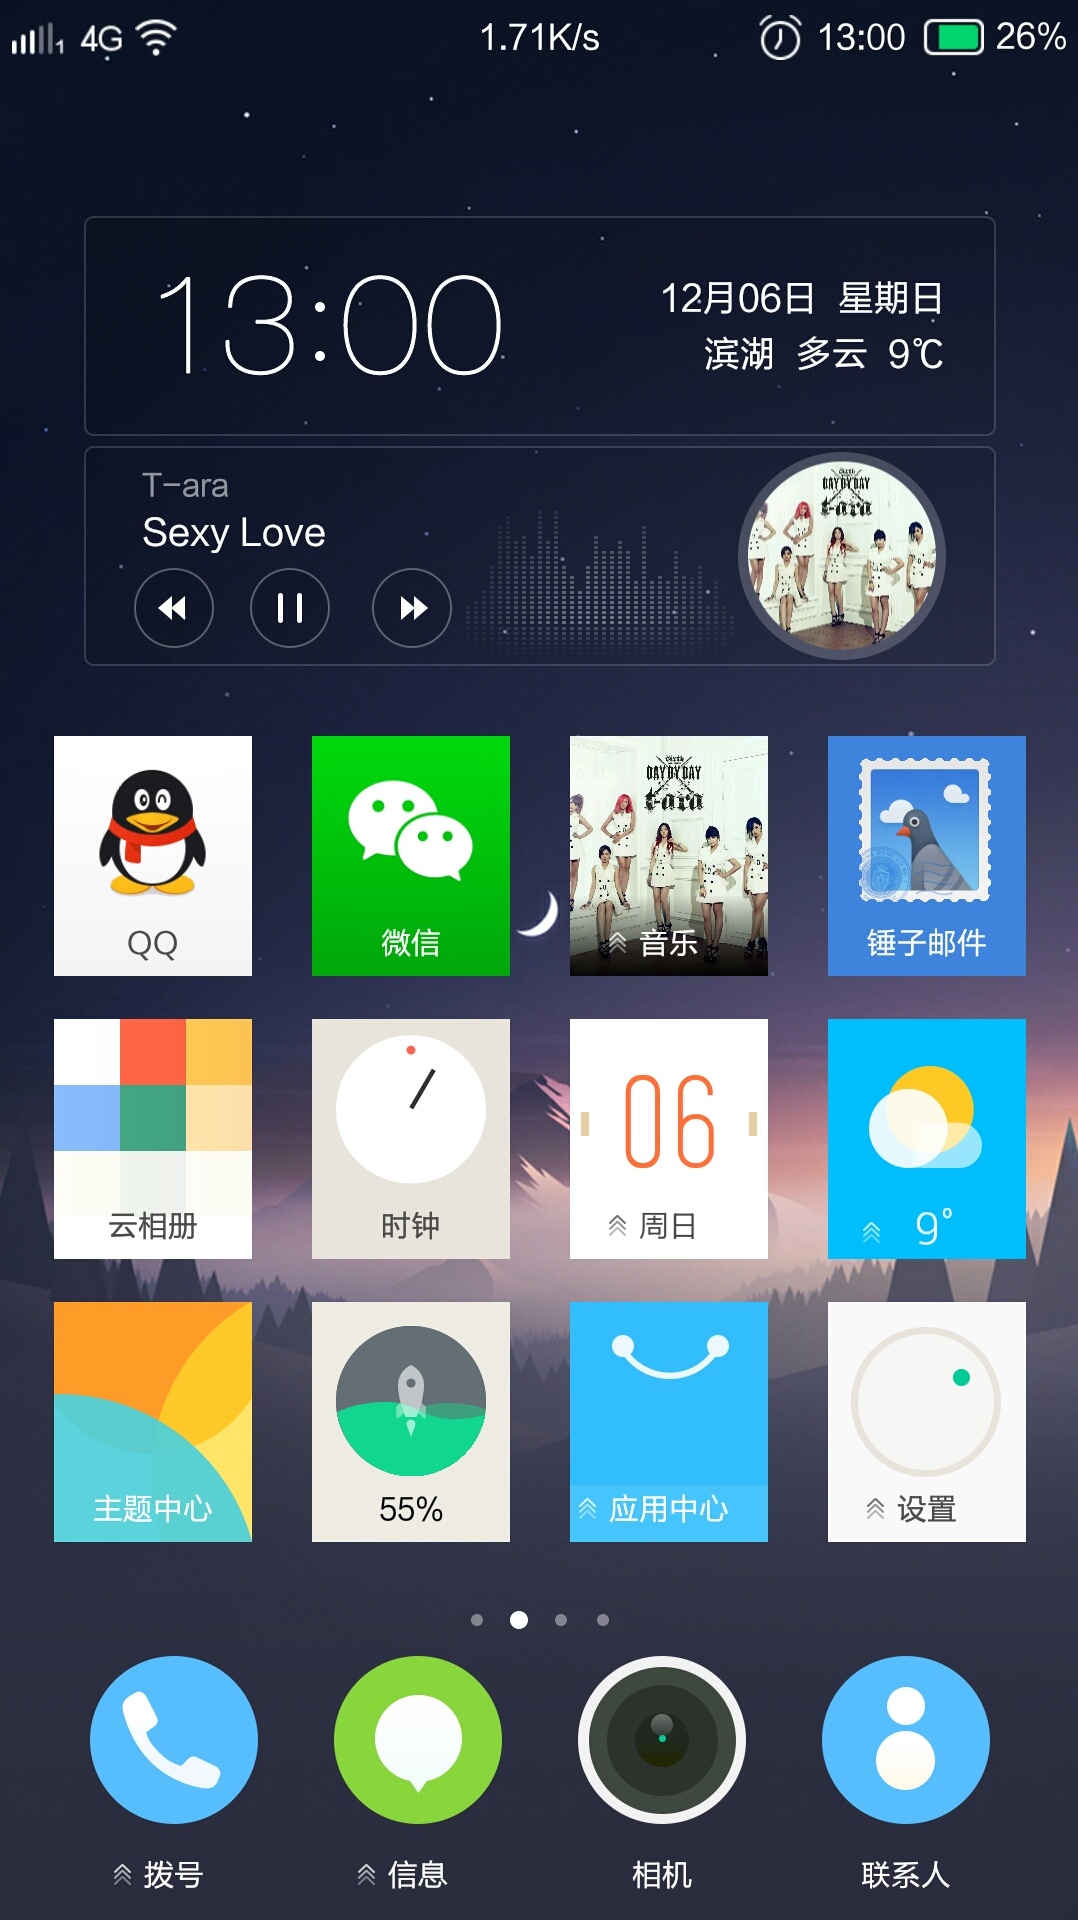 4G 1.71K/s 13:00 26%
13:00
12月06日 星期日
滨湖 多云 9℃
T-ara
Sexy Love
DAY BY DAY
t-ara
DAY BY DAY
t-ara
QQ 微信 音乐 锤子邮件
06
云相册 时钟 周日 9°
主题中心 55% 应用中心 设置
拨号 信息 相机 联系人